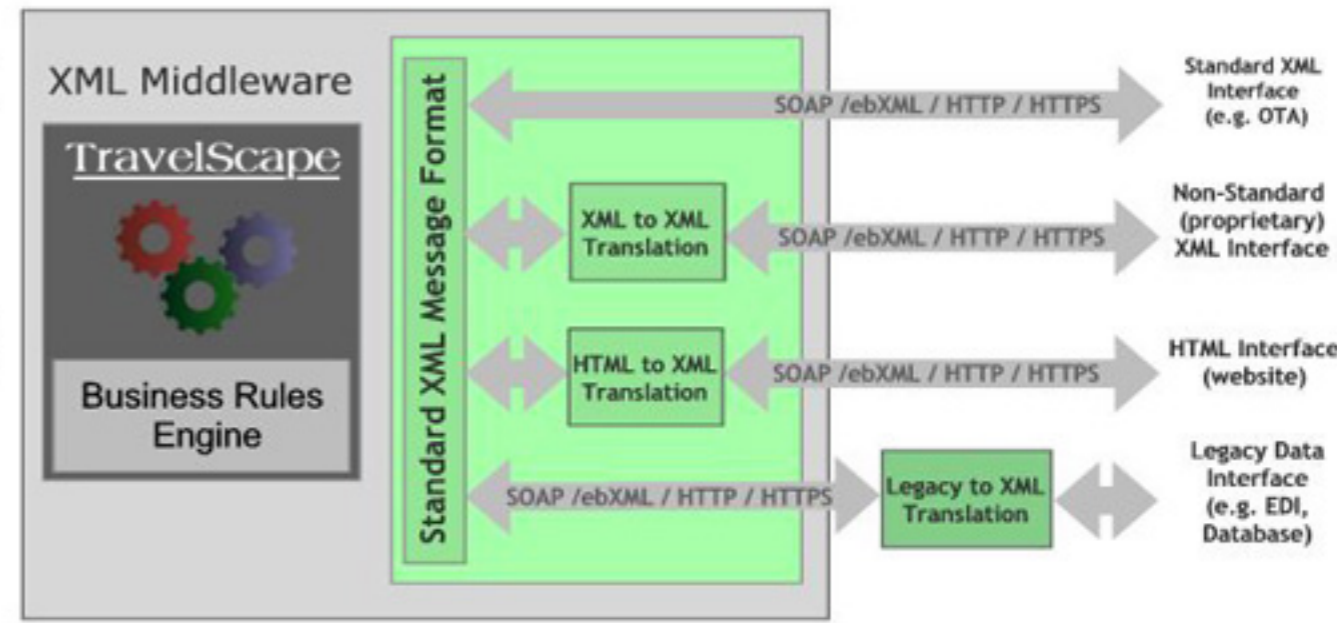 XML Middleware
TravelScape
Business Rules
Engine
Standard XML Message Format
SOAP /ebXML / HTTP / HTTPS
Standard XML
Interface
(e.g. OTA)
XML to XML
Translation
SOAP /ebXML / HTTP / HTTPS
Non-Standard
(proprietary)
XML Interface
HTML to XML
Translation
SOAP /ebXML / HTTP / HTTPS
HTML Interface
(website)
SOAP /ebXML / HTTP / HTTPS
Legacy to XML
Translation
Legacy Data
Interface
(e.g. EDI,
Database)